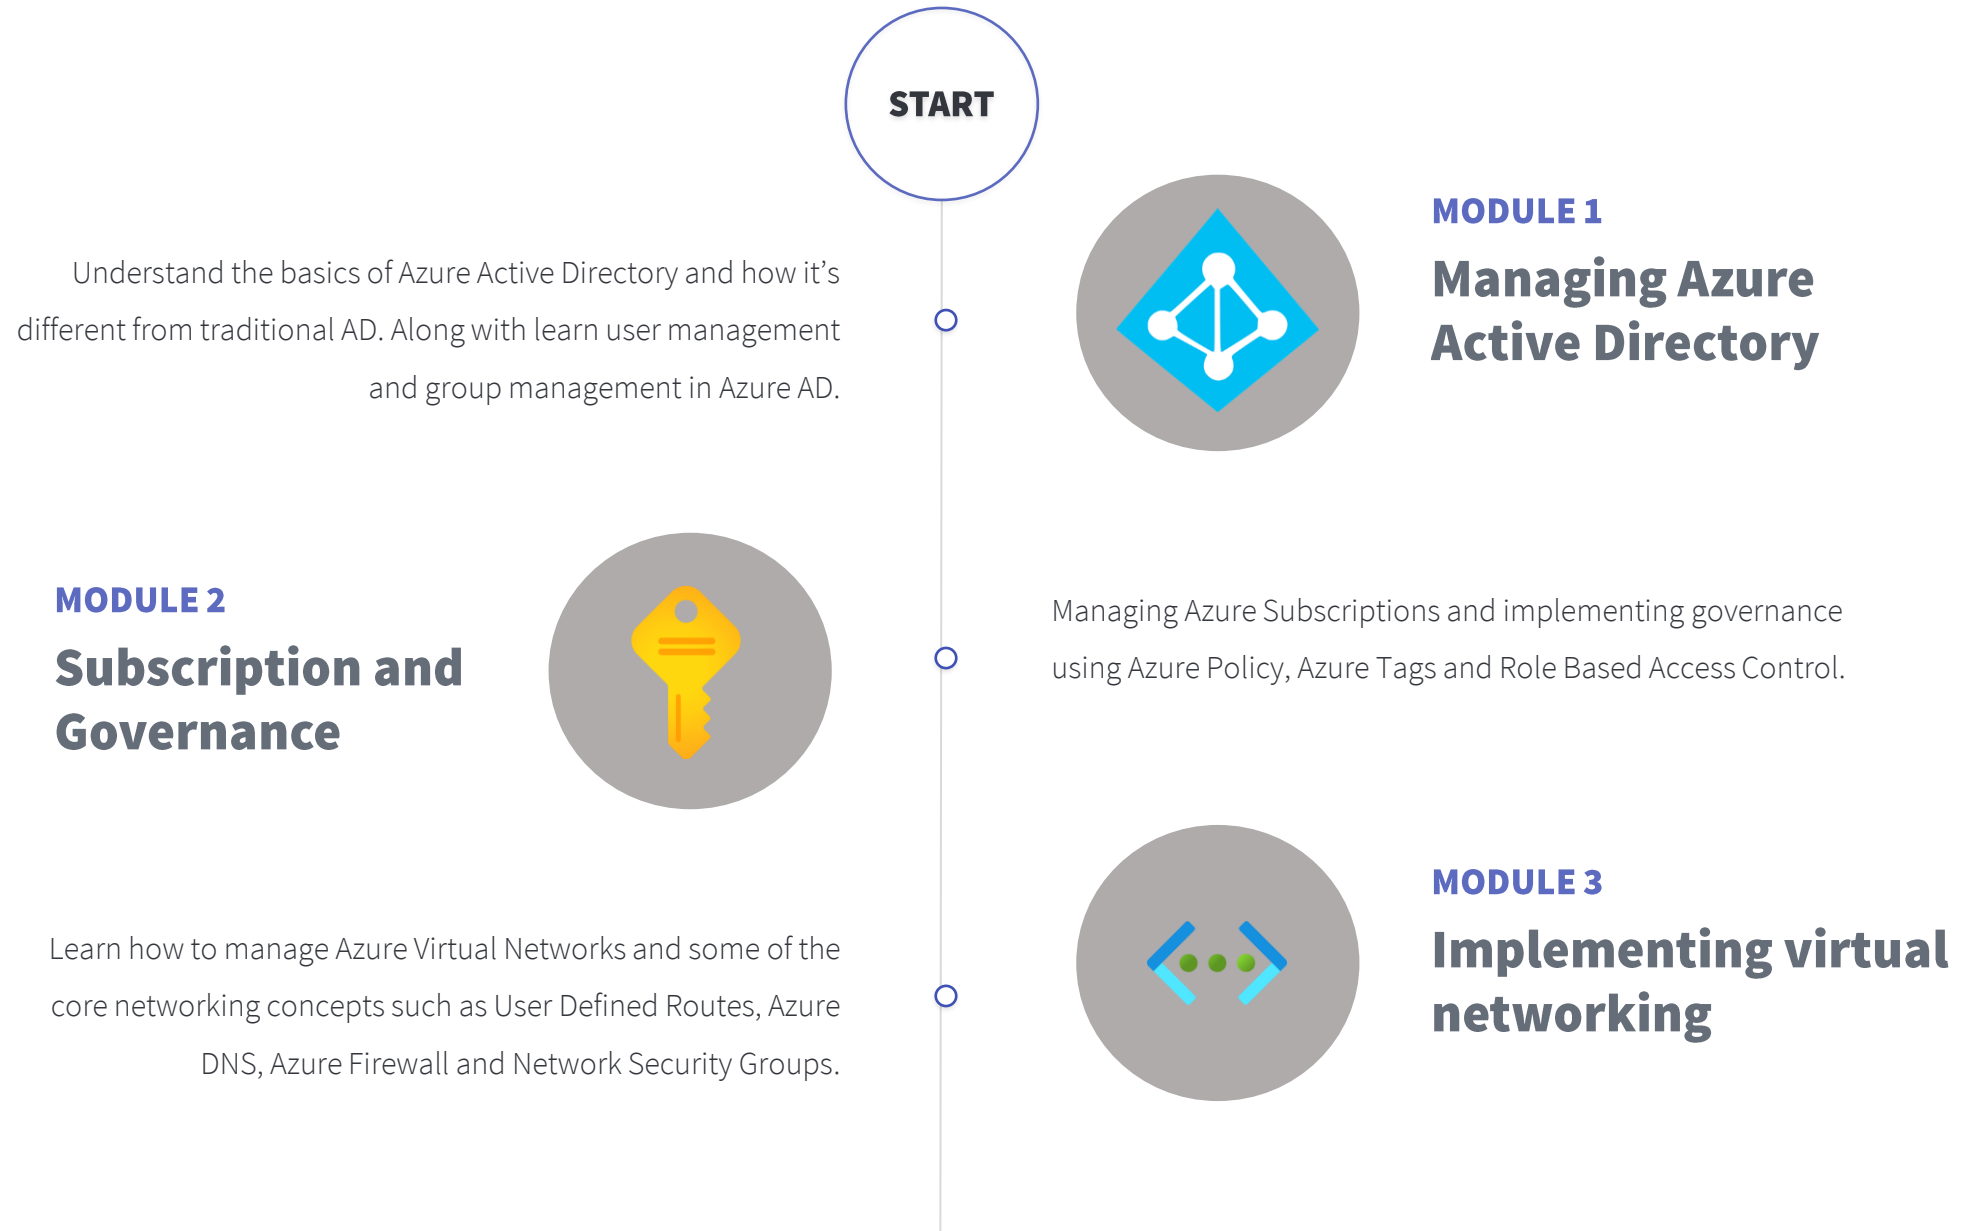 START
MODULE 1
Managing Azure
Active Directory
Understand the basics of Azure Active Directory and how it’s
different from traditional AD. Along with learn user management
and group management in Azure AD.
MODULE 2
Subscription and
Governance
Managing Azure Subscriptions and implementing governance
using Azure Policy, Azure Tags and Role Based Access Control.
MODULE 3
Implementing virtual
networking
Learn how to manage Azure Virtual Networks and some of the
core networking concepts such as User Defined Routes, Azure
DNS, Azure Firewall and Network Security Groups.